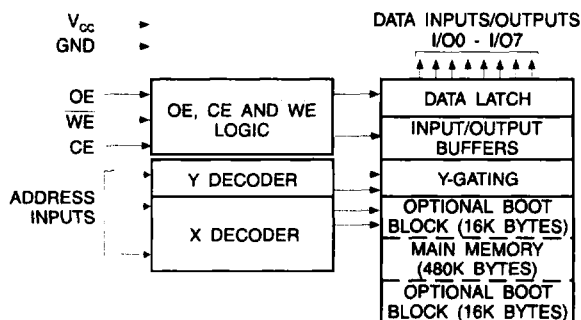 VCC
GND
DATA INPUTS/OUTPUTS
I/O0 - I/O7
OE
WE
CE
OE, CE AND WE
LOGIC
DATA LATCH
INPUT/OUTPUT
BUFFERS
ADDRESS
INPUTS
Y DECODER
Y-GATING
X DECODER
OPTIONAL BOOT
BLOCK (16K BYTES)
MAIN MEMORY
(480K BYTES)
OPTIONAL BOOT
BLOCK (16K BYTES)